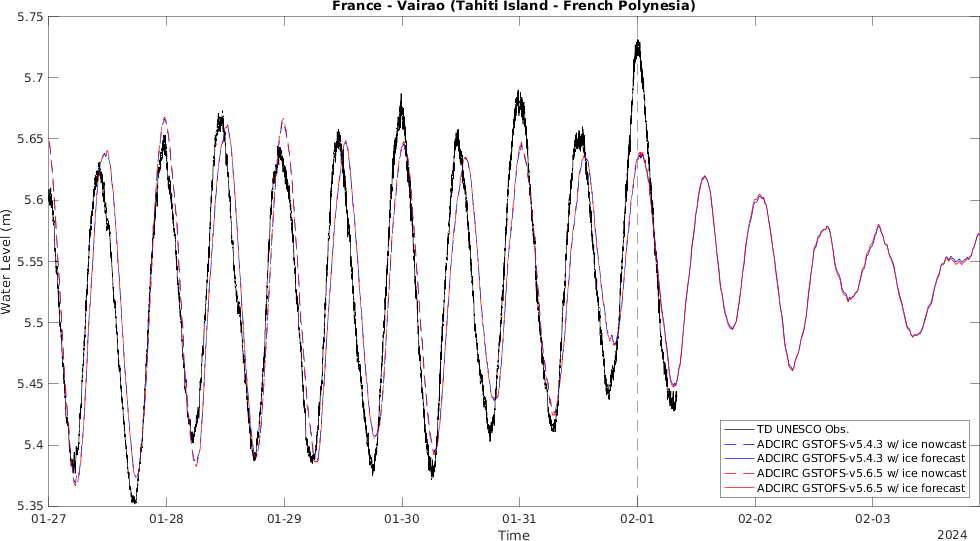 France - Vairao (Tahiti Island - French Polynesia)
Water Level (m)
5.75
5.7
5.65
5.6
5.55
5.5
5.45
5.4
5.35
TD UNESCO Obs.
ADCIRC GSTOFS-v5.4.3 w/ ice nowcast
ADCIRC GSTOFS-v5.4.3 w/ ice forecast
ADCIRC GSTOFS-v5.6.5 w/ ice nowcast
ADCIRC GSTOFS-v5.6.5 w/ ice forecast
01-27 01-28 01-29 01-30 01-31 02-01 02-02 02-03
Time
2024